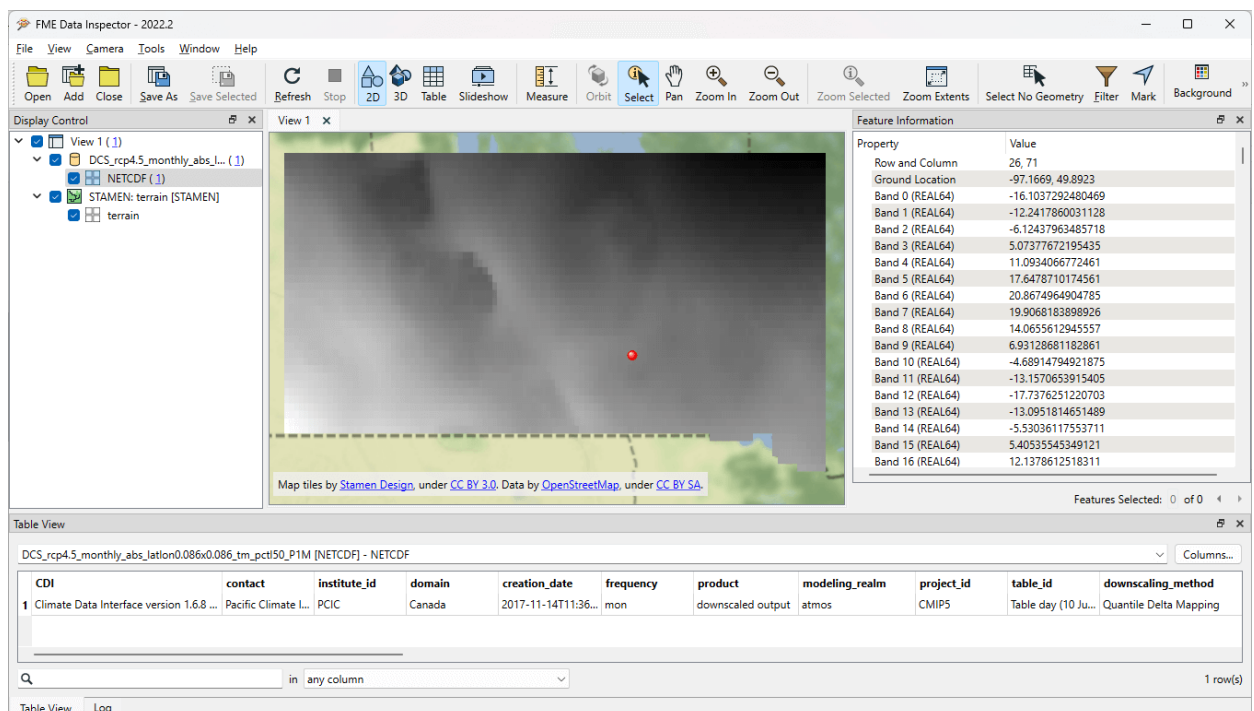 FME Data Inspector - 2022.2
File View Camera Tools Window Help
Open Add Close Save As Save Selected Refresh Stop 2D 3D Table Slideshow Measure Orbit Select Pan Zoom In Zoom Out Zoom Selected Zoom Extents Select No Geometry Filter Mark Background »
Display Control
View 1 (1)
DCS_rcp4.5_monthly_abs_l... (1)
NETCDF (1)
STAMEN: terrain [STAMEN]
terrain
View 1
Map tiles by Stamen Design, under CC BY 3.0. Data by OpenStreetMap, under CC BY SA.
Feature Information
Property Value
Row and Column 26, 71
Ground Location -97.1669, 49.8923
Band 0 (REAL64) -16.1037292480469
Band 1 (REAL64) -12.2417860031128
Band 2 (REAL64) -6.12437963485718
Band 3 (REAL64) 5.07377672195435
Band 4 (REAL64) 11.0934066772461
Band 5 (REAL64) 17.6478710174561
Band 6 (REAL64) 20.8674964904785
Band 7 (REAL64) 19.9068183898926
Band 8 (REAL64) 14.0655612945557
Band 9 (REAL64) 6.93128681182861
Band 10 (REAL64) -4.68914794921875
Band 11 (REAL64) -13.1570653915405
Band 12 (REAL64) -17.7376251220703
Band 13 (REAL64) -13.0951814651489
Band 14 (REAL64) -5.53036117553711
Band 15 (REAL64) 5.40535545349121
Band 16 (REAL64) 12.1378612518311
Features Selected: 0 of 0
Table View
DCS_rcp4.5_monthly_abs_latlon0.086x0.086_tm_pctl50_P1M [NETCDF] - NETCDF
Columns...
CDI contact institute_id domain creation_date frequency product modeling_realm project_id table_id downscaling_method
1 Climate Data Interface version 1.6.8 ... Pacific Climate I... PCIC Canada 2017-11-14T11:36... mon downscaled output atmos CMIP5 Table day (10 Ju... Quantile Delta Mapping
in any column
1 row(s)
Table View Log